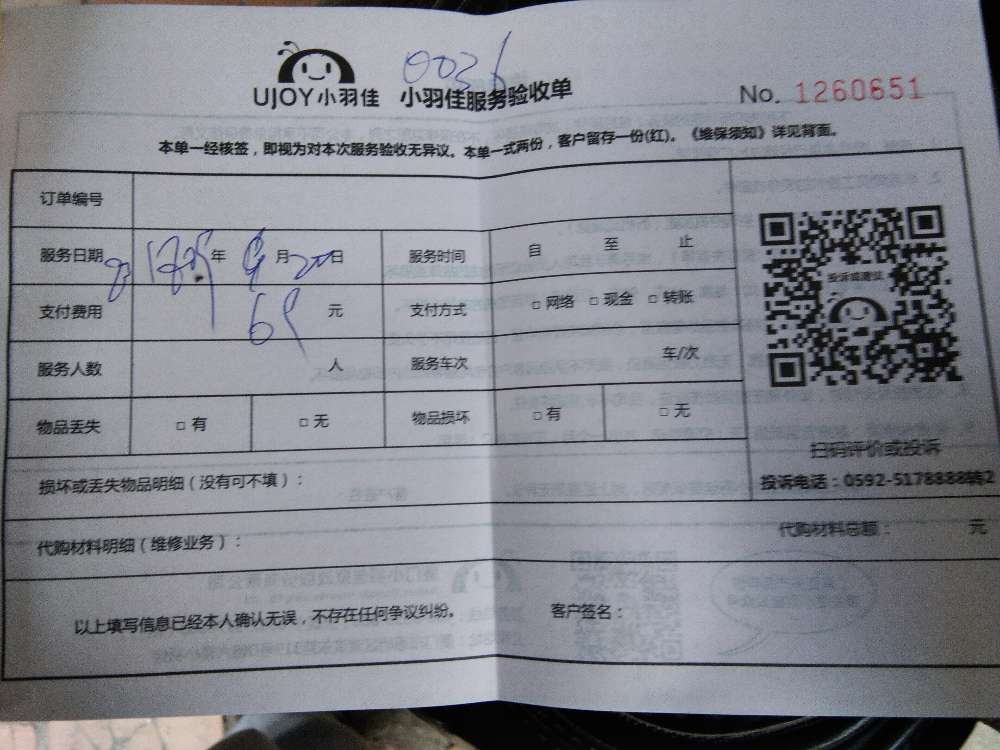 0036
UJOY小羽佳 小羽佳服务验收单 No. 1260651
本单一经核签，即视为对本次服务验收无异议。本单一式两份，客户留存一份(红)。《维保须知》详见背面。
订单编号
服务日期 年 9月20日 服务时间 自 至 止
投诉或建议
支付费用 69 元 支付方式 □ 网络 □ 现金 □ 转账
服务人数 人 服务车次 车/次
物品丢失 □ 有 □ 无 物品损坏 □ 有 □ 无
扫码评价或投诉
损坏或丢失物品明细（没有可不填）：
投诉电话：0592-5178888转2
代购材料明细（维修业务）： 代购材料总额： 元
以上填写信息已经本人确认无误，不存在任何争议纠纷。 客户签名：